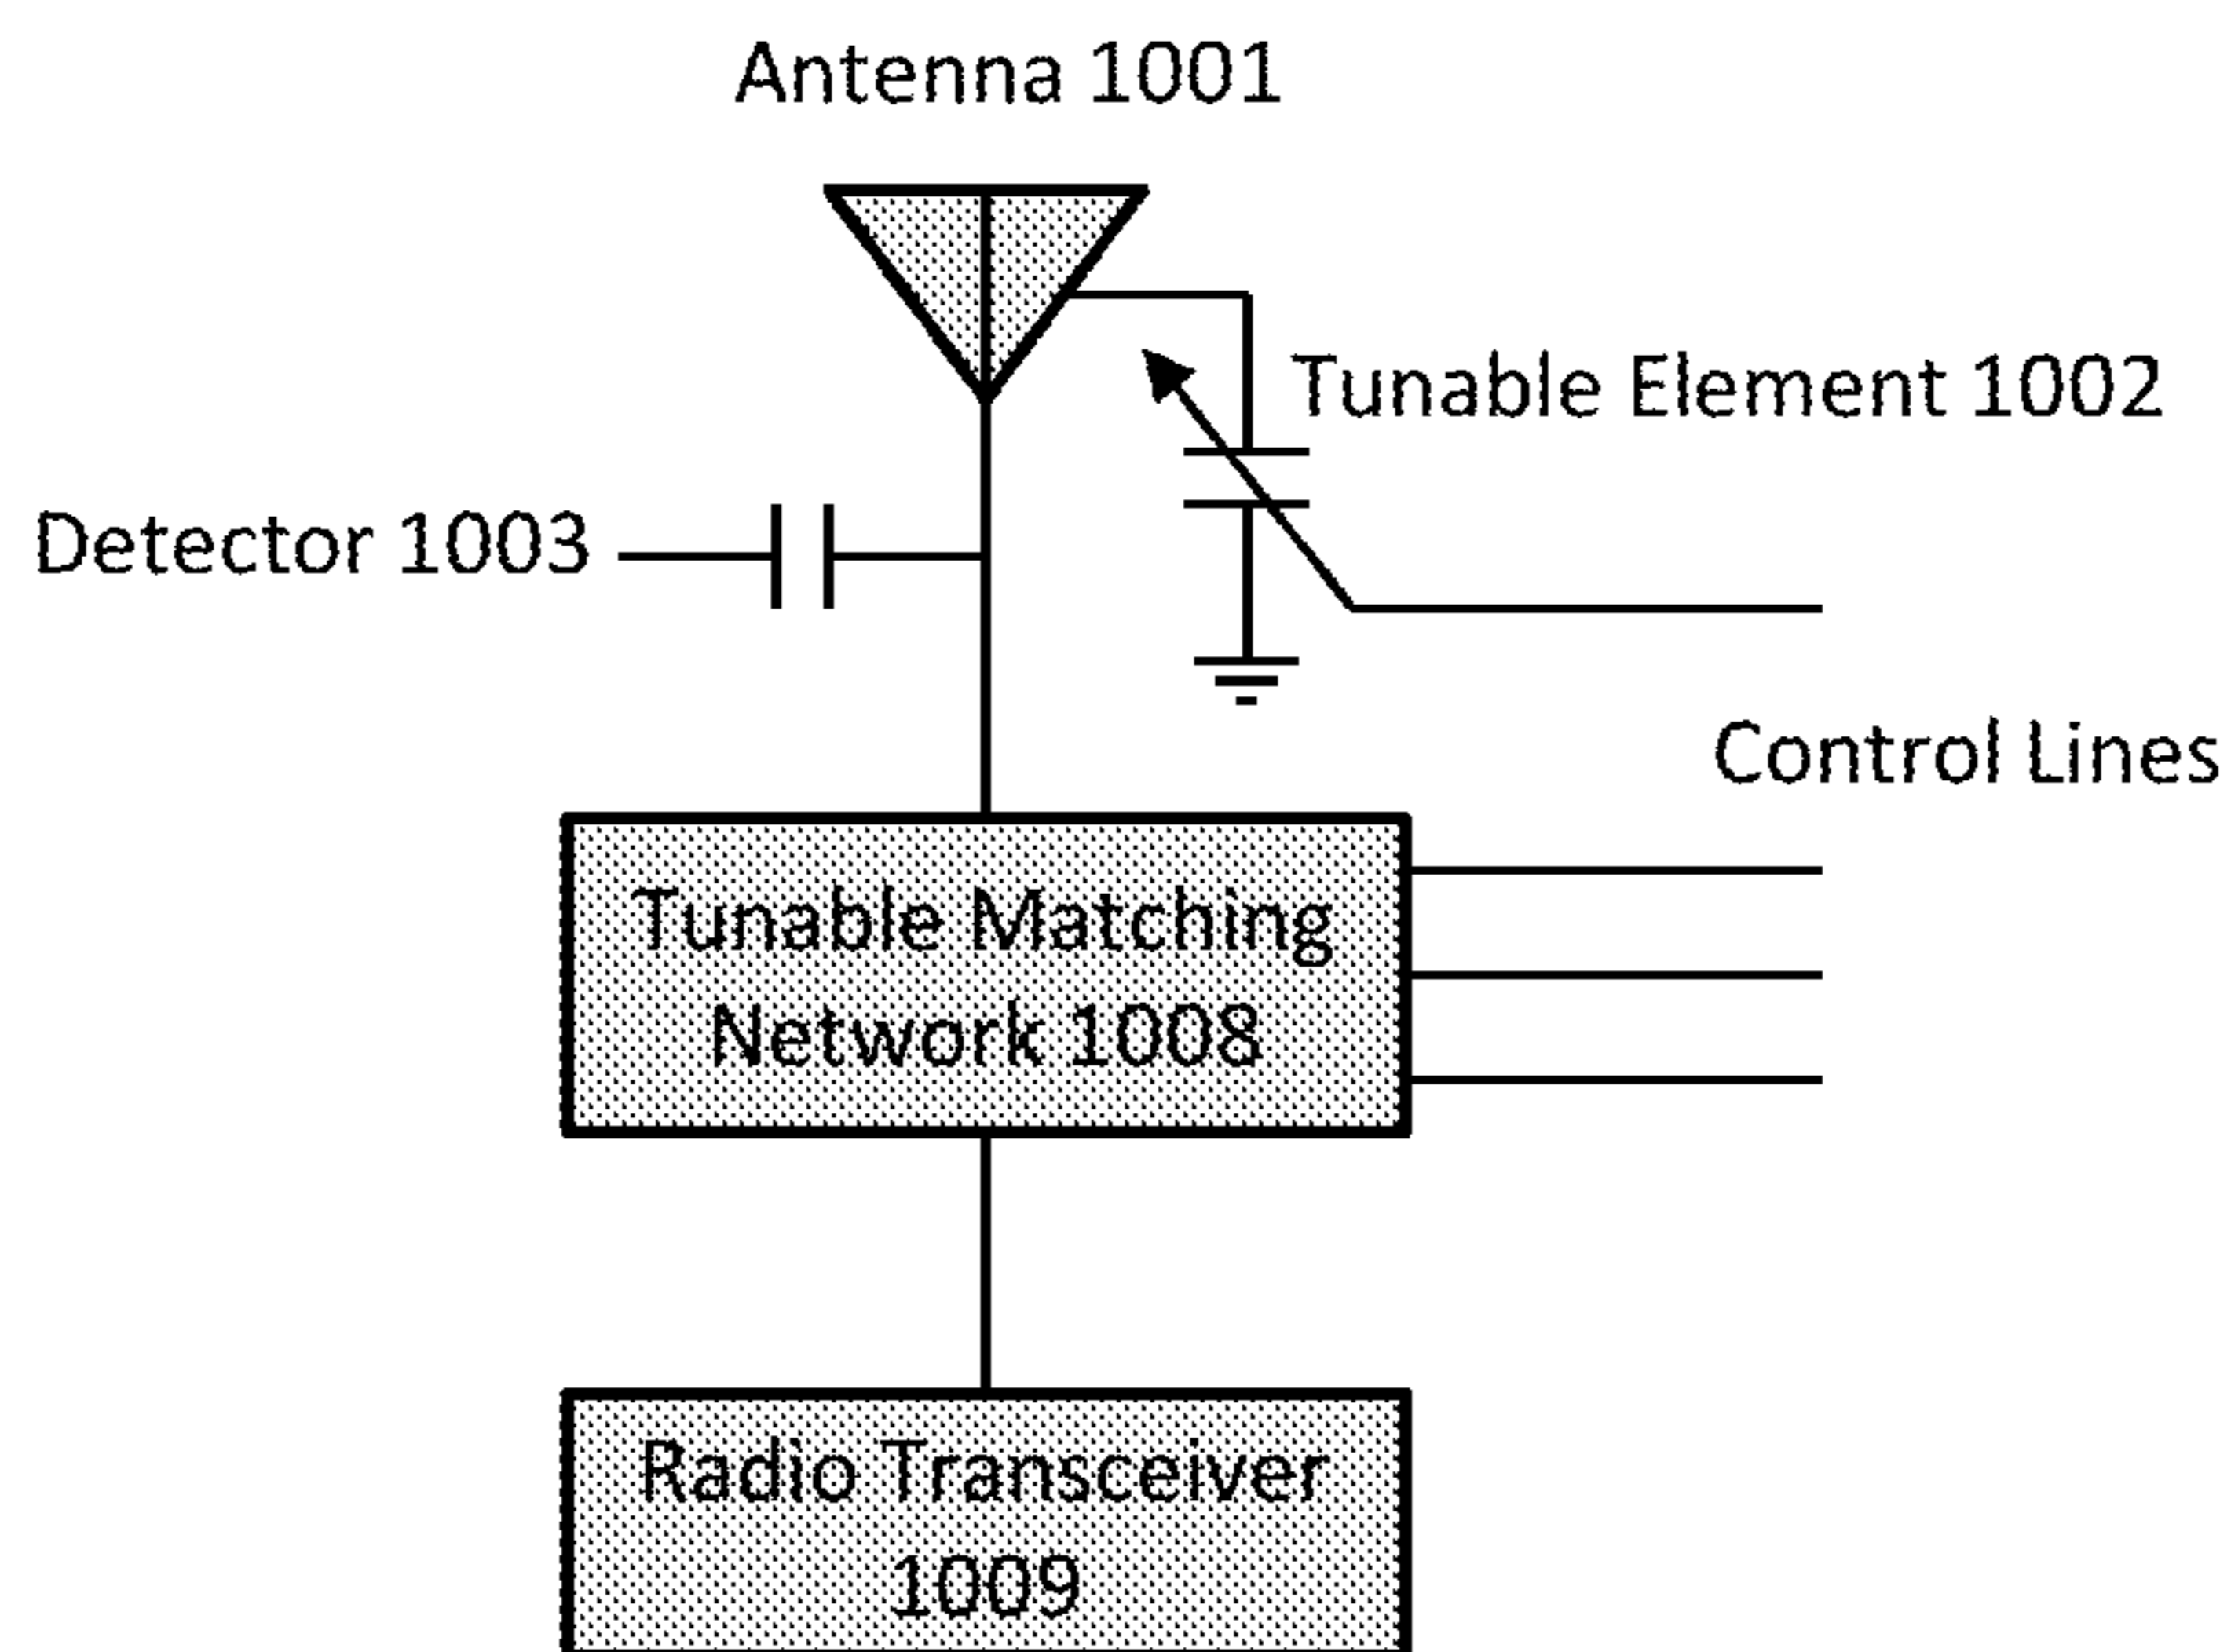 Antenna 1001
Tunable Element 1002
Detector 1003
Control Lines
Tunable Matching
Network 1008
Radio Transceiver
1009